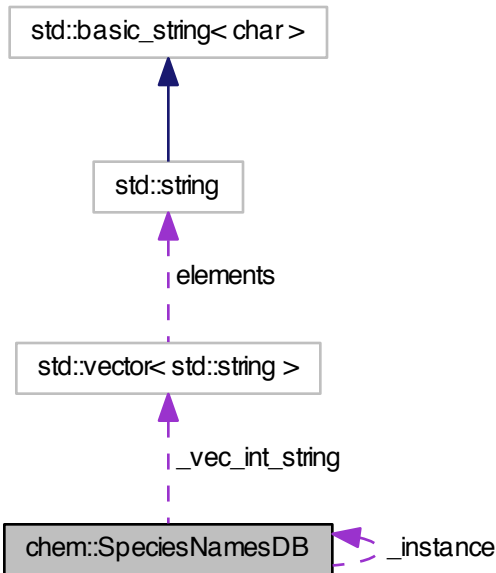 std::basic_string< char >
std::string
elements
std::vector< std::string >
_vec_int_string
chem::SpeciesNamesDB
_instance